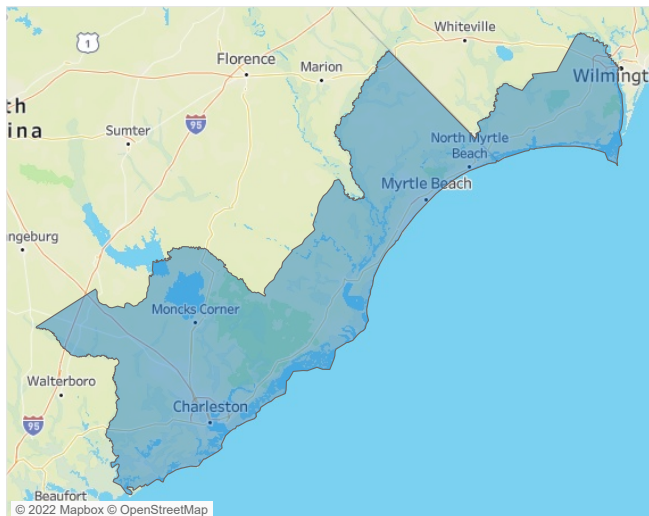 Whiteville
1
Florence
Marion
Wilmingt
th
ina
95
Sumter
North Myrtle
Beach
Myrtle Beach
angeburg
Moncks Corner
Walterboro
Charleston
95
Beaufort
© 2022 Mapbox © OpenStreetMap